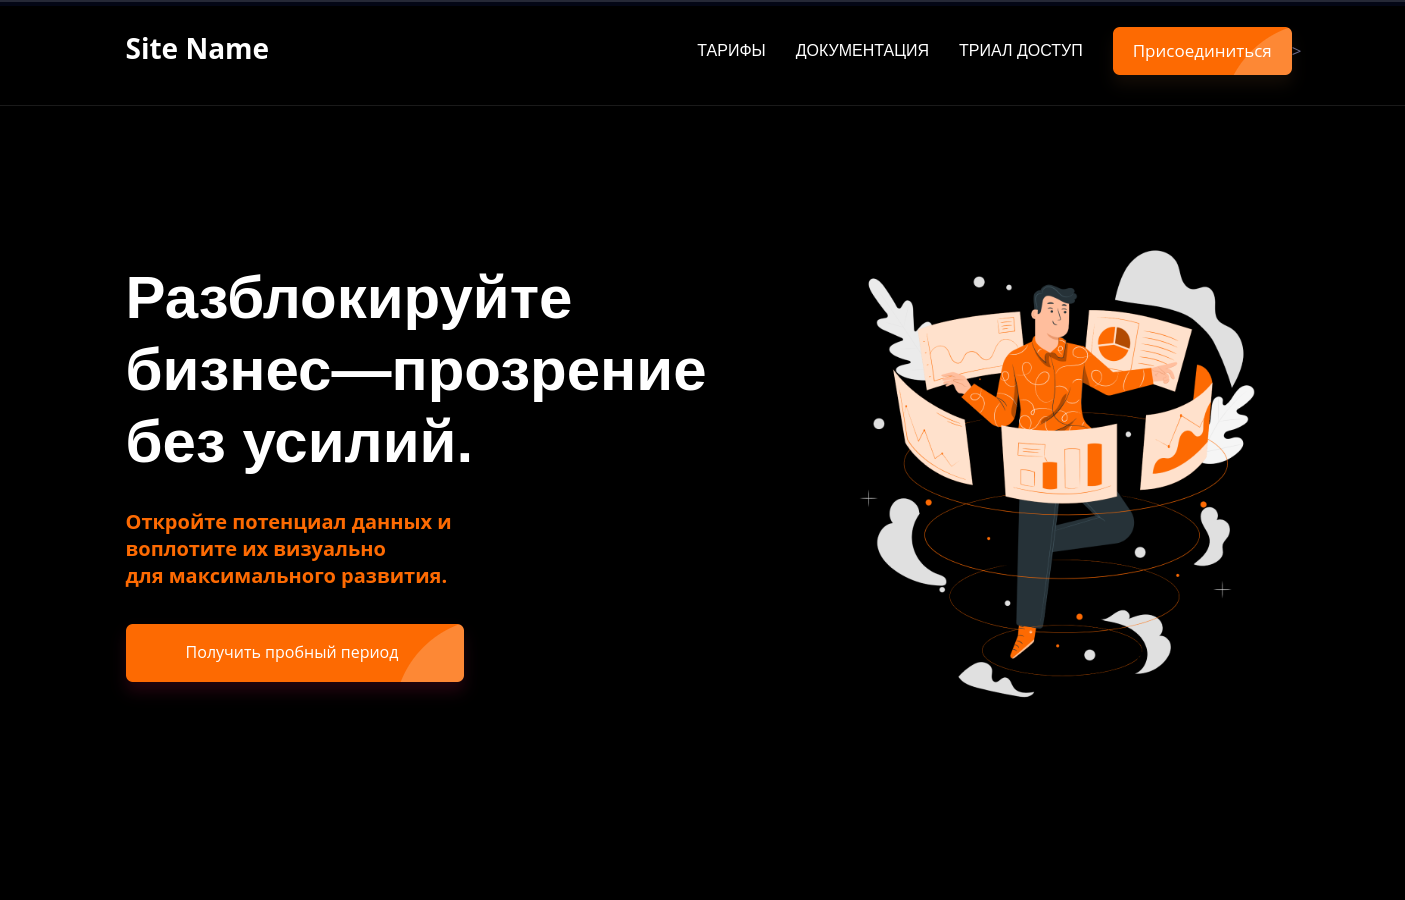 Site Name
ТАРИФЫ
ДОКУМЕНТАЦИЯ
ТРИАЛ ДОСТУП
Присоединиться
>
Разблокируйте
бизнес—прозрение
без усилий.
Откройте потенциал данных и
воплотите их визуально
для максимального развития.
Получить пробный период